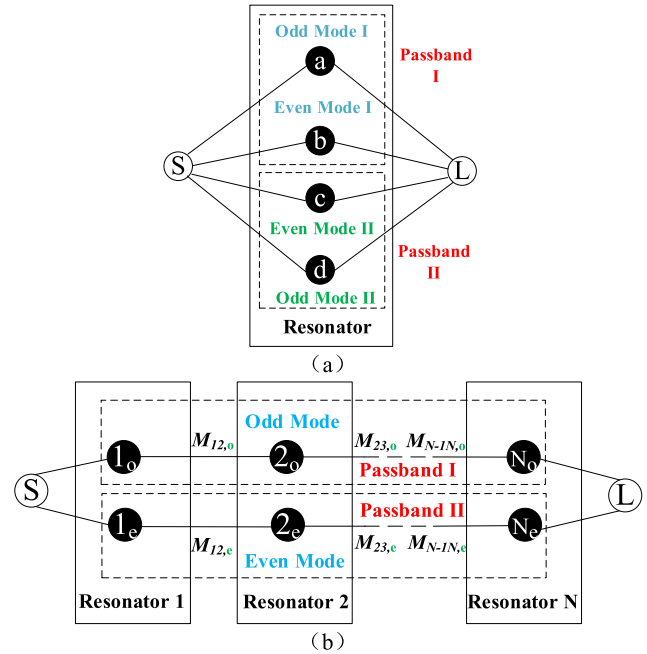 Odd Mode I
a
Passband
I
Even Mode I
b
S
L
c
Even Mode II
Passband
II
d
Odd Mode II
Resonator
（a）
Odd Mode
M12,o
M23,o
MN-1N,o
1o
2o
No
Passband I
S
L
Passband II
1e
2e
Ne
M12,e
M23,e
MN-1N,e
Even Mode
Resonator 1
Resonator 2
Resonator N
（b）